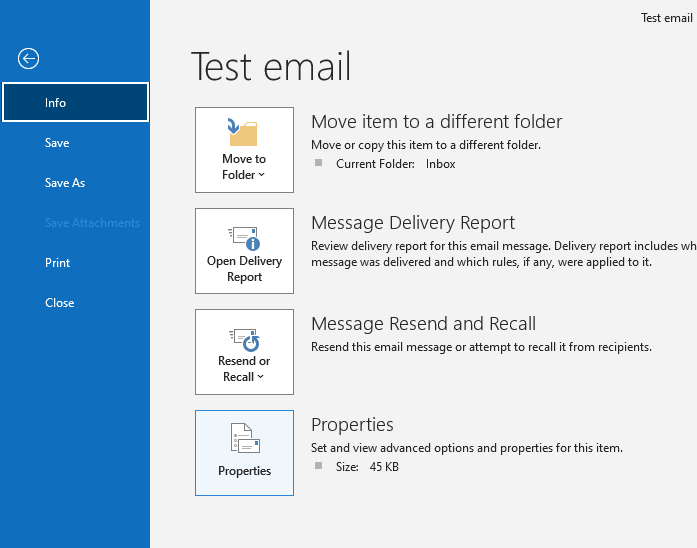 Test email
Test email
Info
Save
Save As
Save Attachments
Print
Close
Move to
Folder
Move item to a different folder
Move or copy this item to a different folder.
Current Folder: Inbox
Open Delivery
Report
Message Delivery Report
Review delivery report for this email message. Delivery report includes
message was delivered and which rules, if any, were applied to it.
Resend or
Recall
Message Resend and Recall
Resend this email message or attempt to recall it from recipients.
Properties
Properties
Set and view advanced options and properties for this item.
Size: 45 KB